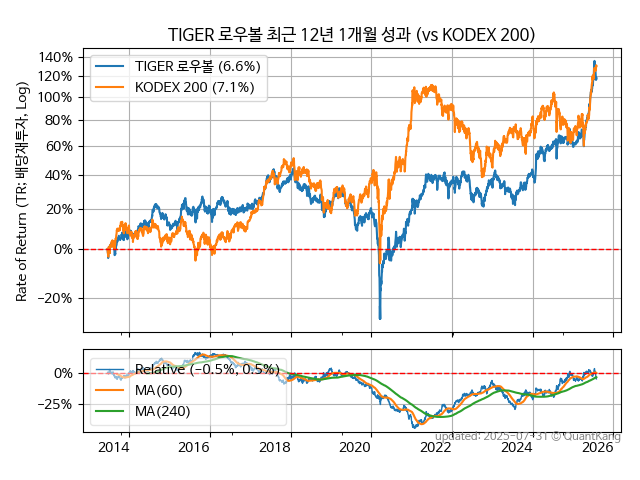 TIGER 로우볼 최근 12년 1개월 성과 (vs KODEX 200)
Rate of Return (TR: 배당재투자, Log)
140%
120%
100%
80%
60%
40%
20%
0%
−20%
TIGER 로우볼 (6.6%)
KODEX 200 (7.1%)
0%
−25%
Relative (−0.5%, 0.5%)
MA(60)
MA(240)
2014
2016
2018
2020
2022
2024
2026
updated: 2025-07-31 © QuantKang